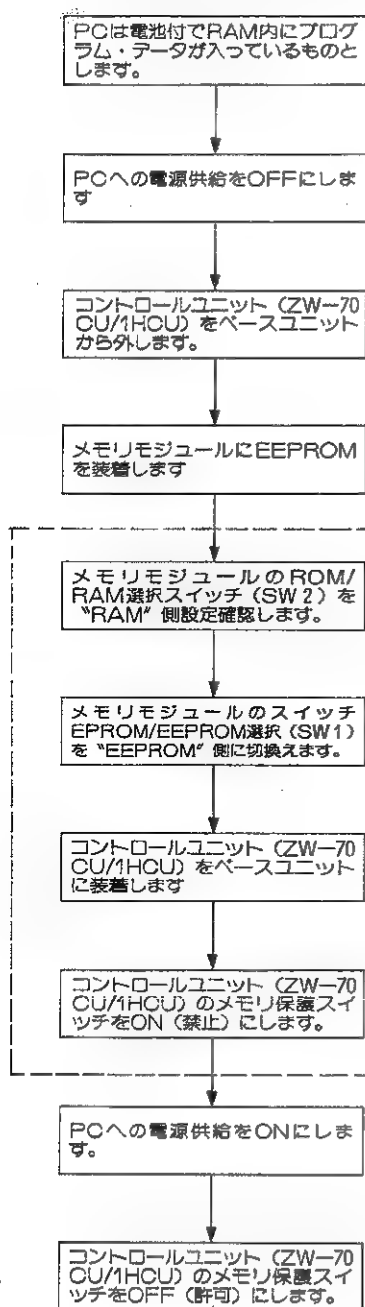 PCは電池付でRAM内にプログ
ラム・データが入っているものと
します。
PCへの電源供給をOFFにしま
す
コントロールユニット（ZW－70
CU/1HCU）をベースユニット
から外します。
メモリモジュールにEEPROM
を装着します
メモリモジュールのROM/
RAM選択スイッチ（SW2）を
〝RAM〞側設定確認します。
メモリモジュールのスイッチ
EPROM/EEPROM選択（SW1）
を〝EEPROM〞側に切換えます。
コントロールユニット（ZW－70
CU/1HCU）をベースユニット
に装着します
コントロールユニット（ZW－70
CU/1HCU）のメモリ保護スイ
ッチをON（禁止）にします。
PCへの電源供給をONにしま
す。
コントロールユニット（ZW－70
CU/1HCU）のメモリ保護スイ
ッチをOFF（許可）にします。